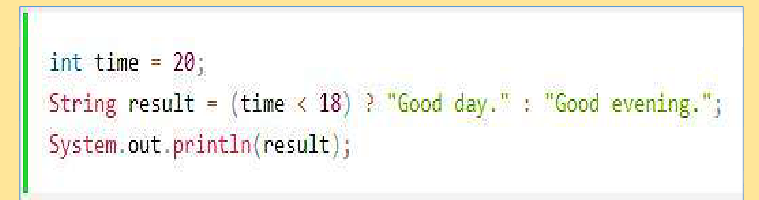 int time = 20;
String result = (time < 18) ? "Good day." : "Good evening.";
System.out.println(result);